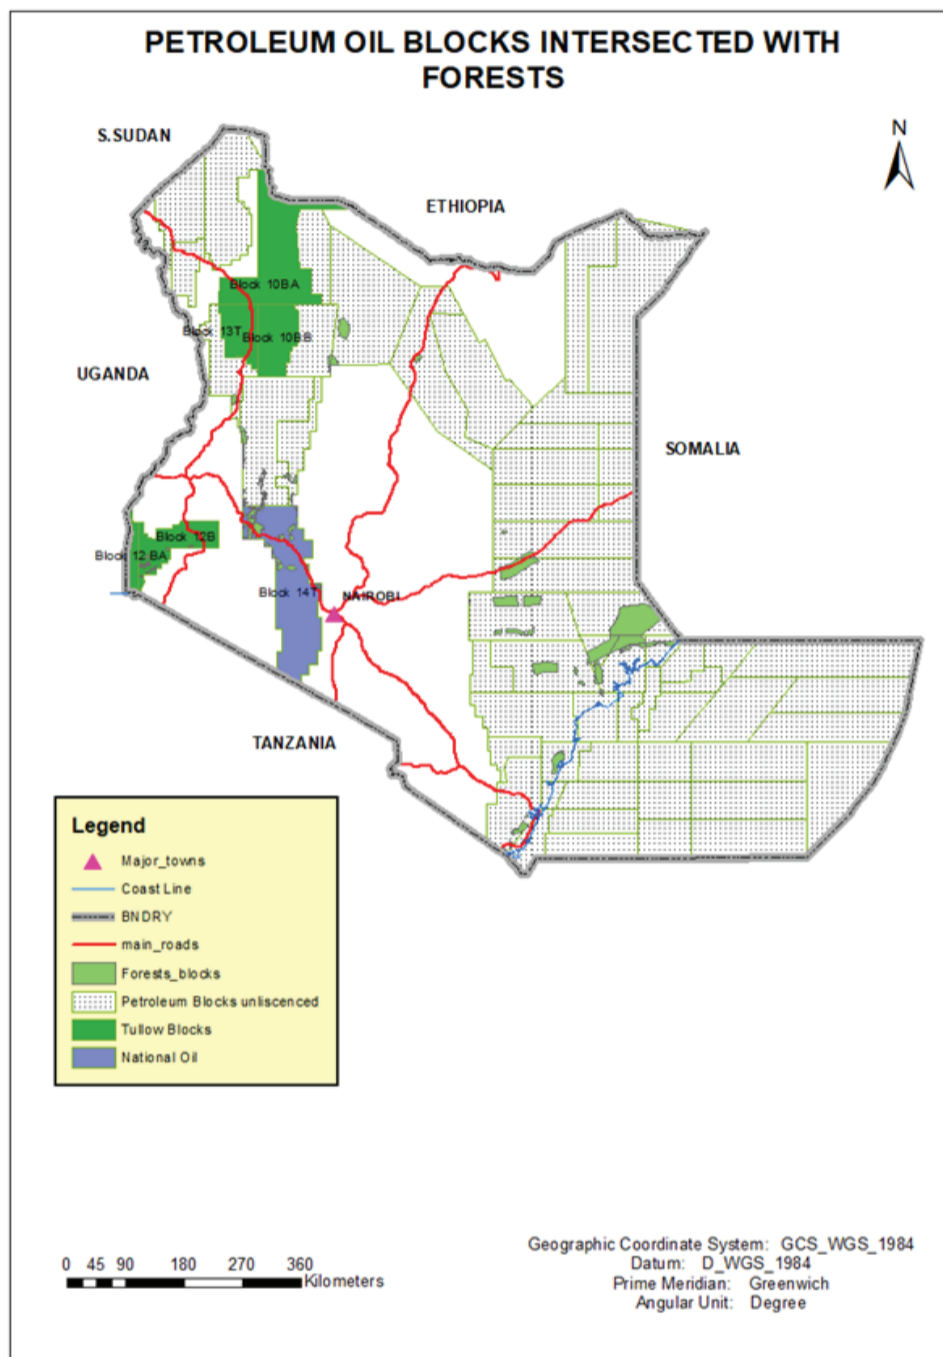 PETROLEUM OIL BLOCKS INTERSECTED WITH
FORESTS
N
S.SUDAN
ETHIOPIA
Block 10BA
Block 13T
Block 10BB
UGANDA
SOMALIA
Block 12B
Block 12 BA
Block 14T
NAIROBI
TANZANIA
Legend
Major_towns
Coast Line
BNDRY
main_roads
Forests_blocks
Petroleum Blocks unliscenced
Tullow Blocks
National Oil
0 45 90 180 270 360
Kilometers
Geographic Coordinate System: GCS_WGS_1984
Datum: D_WGS_1984
Prime Meridian: Greenwich
Angular Unit: Degree